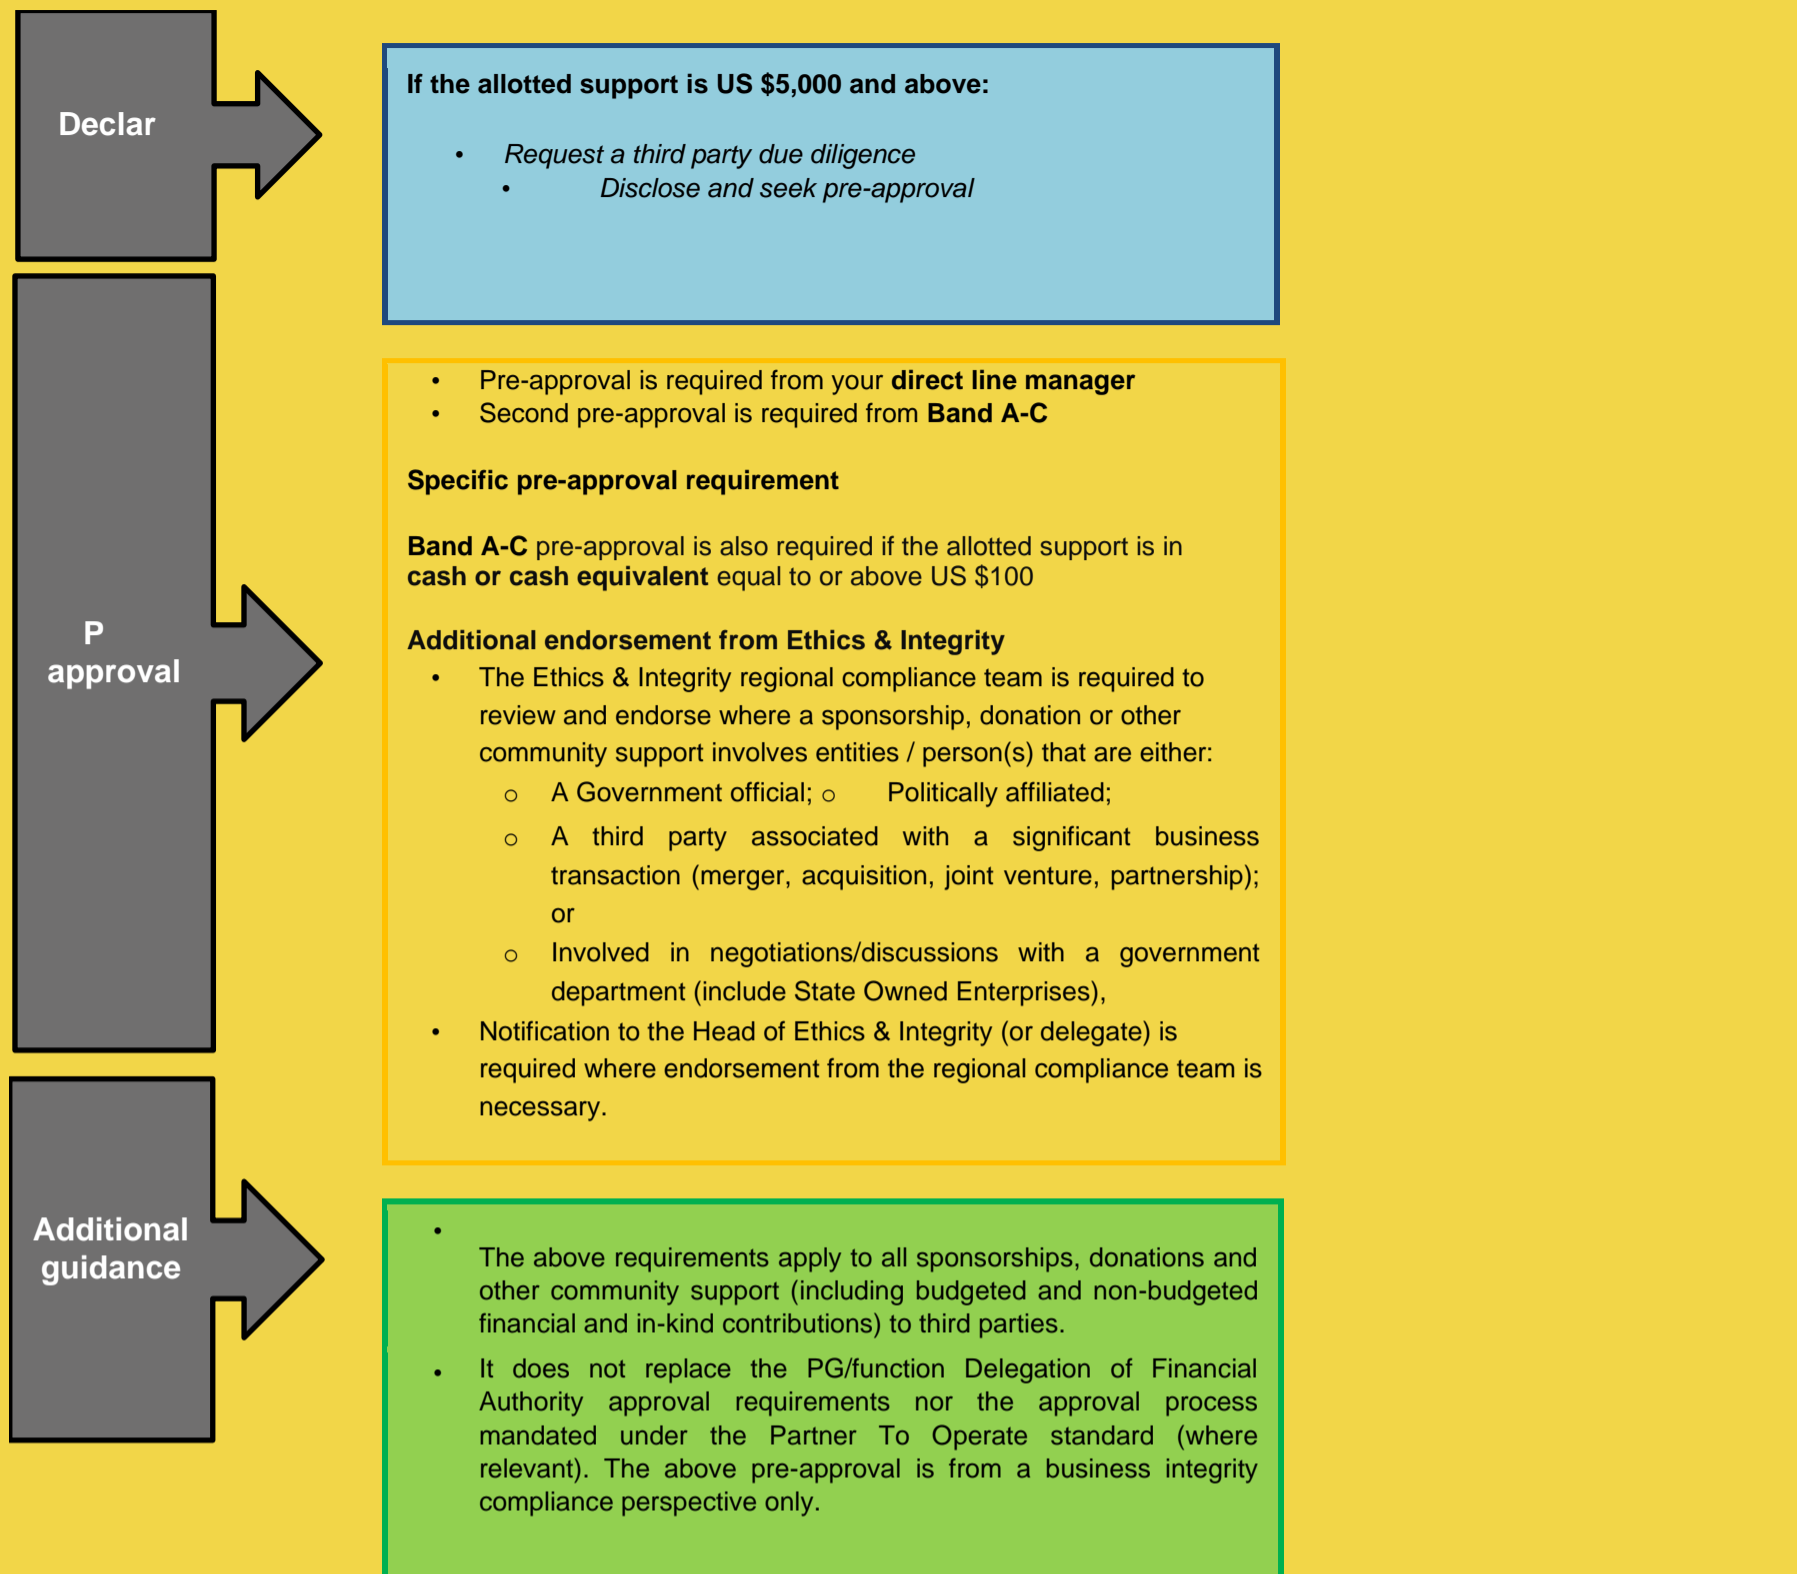 Declar
If the allotted support is US $5,000 and above:
• Request a third party due diligence
• Disclose and seek pre-approval
P
approval
• Pre-approval is required from your direct line manager
• Second pre-approval is required from Band A-C
Specific pre-approval requirement
Band A-C pre-approval is also required if the allotted support is in
cash or cash equivalent equal to or above US $100
Additional endorsement from Ethics & Integrity
• The Ethics & Integrity regional compliance team is required to
review and endorse where a sponsorship, donation or other
community support involves entities / person(s) that are either:
o A Government official; o Politically affiliated;
o A third party associated with a significant business
transaction (merger, acquisition, joint venture, partnership);
or
o Involved in negotiations/discussions with a government
department (include State Owned Enterprises),
• Notification to the Head of Ethics & Integrity (or delegate) is
required where endorsement from the regional compliance team is
necessary.
Additional
guidance
•
The above requirements apply to all sponsorships, donations and
other community support (including budgeted and non-budgeted
financial and in-kind contributions) to third parties.
• It does not replace the PG/function Delegation of Financial
Authority approval requirements nor the approval process
mandated under the Partner To Operate standard (where
relevant). The above pre-approval is from a business integrity
compliance perspective only.